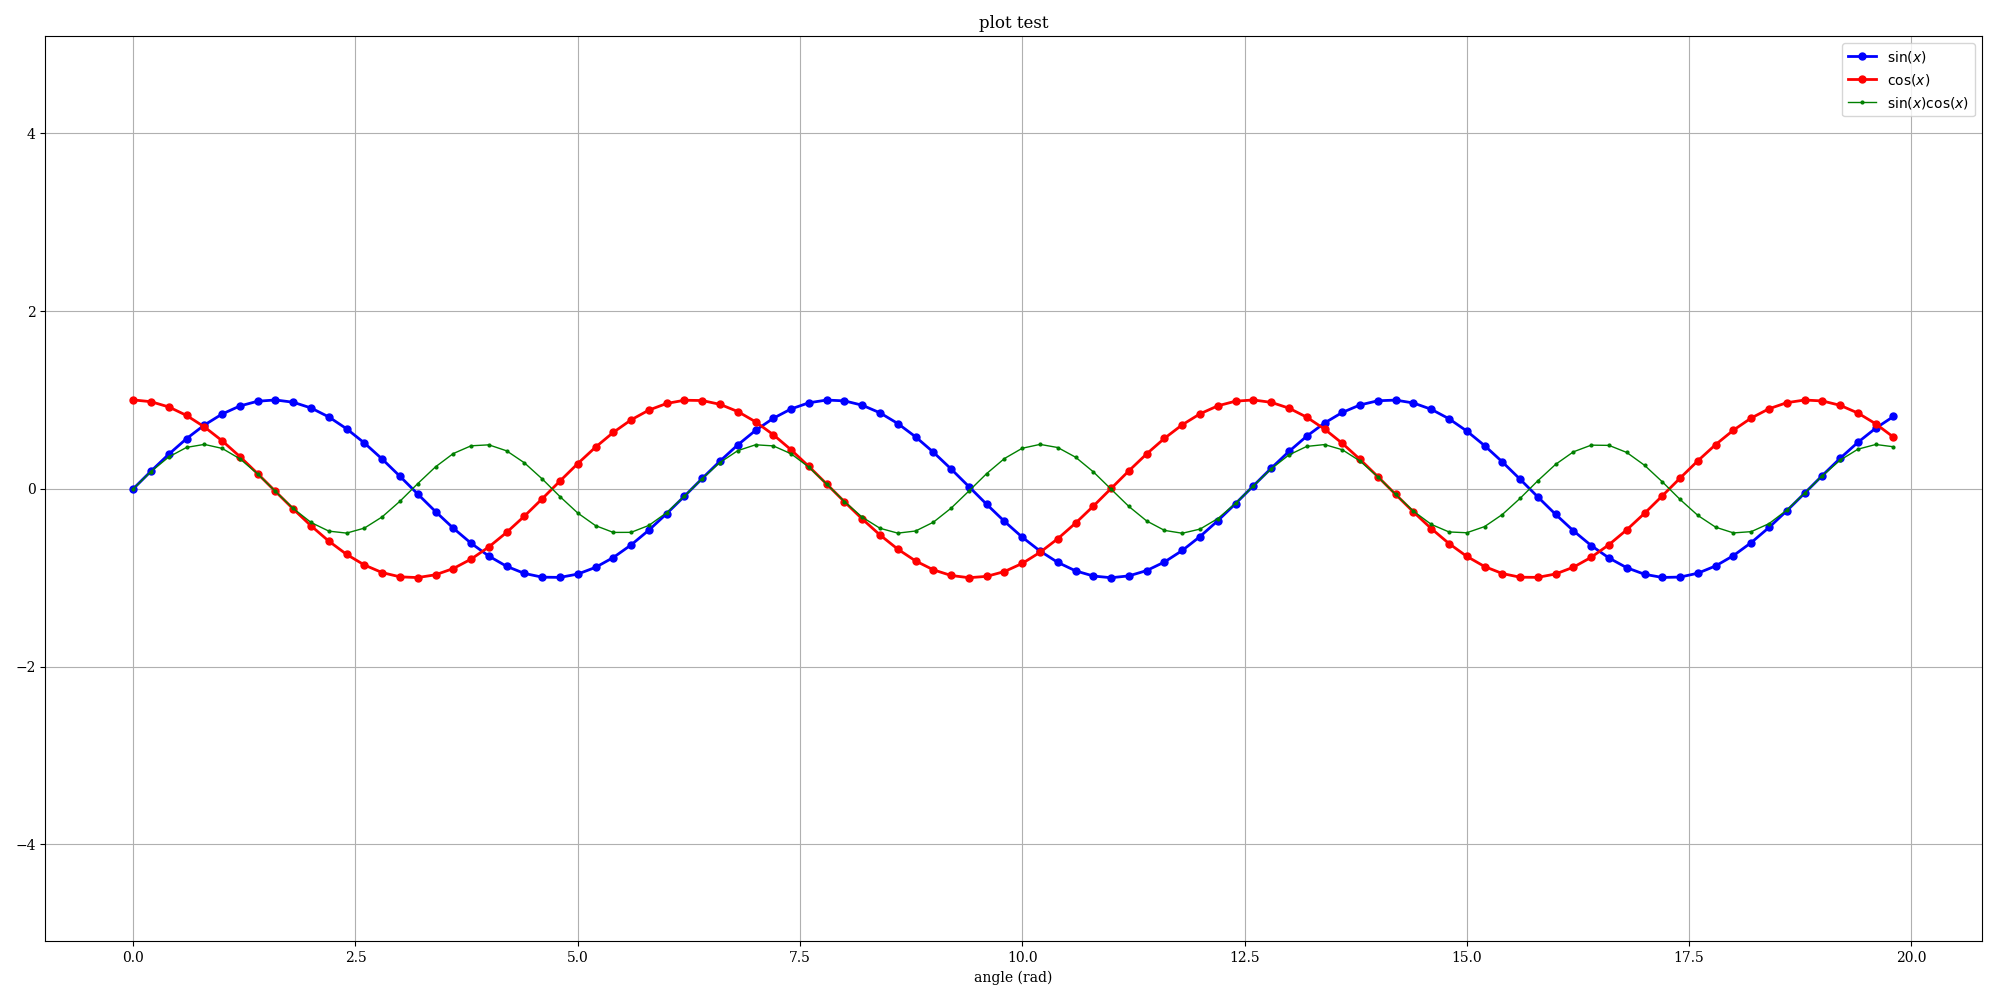 plot test
sin(x)
cos(x)
sin(x)cos(x)
4
2
0
−2
−4
0.0 2.5 5.0 7.5 10.0 12.5 15.0 17.5 20.0
angle (rad)